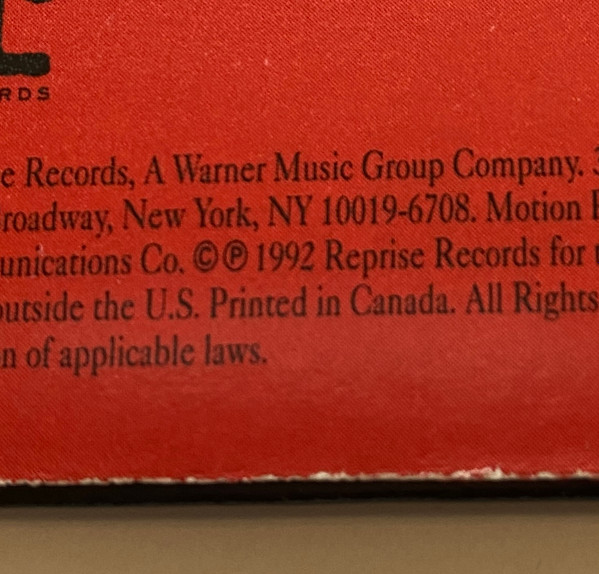 RDS
e Records, A Warner Music Group Company. 3
roadway, New York, NY 10019-6708. Motion
unications Co. ©℗ 1992 Reprise Records for
outside the U.S. Printed in Canada. All Rights
n of applicable laws.